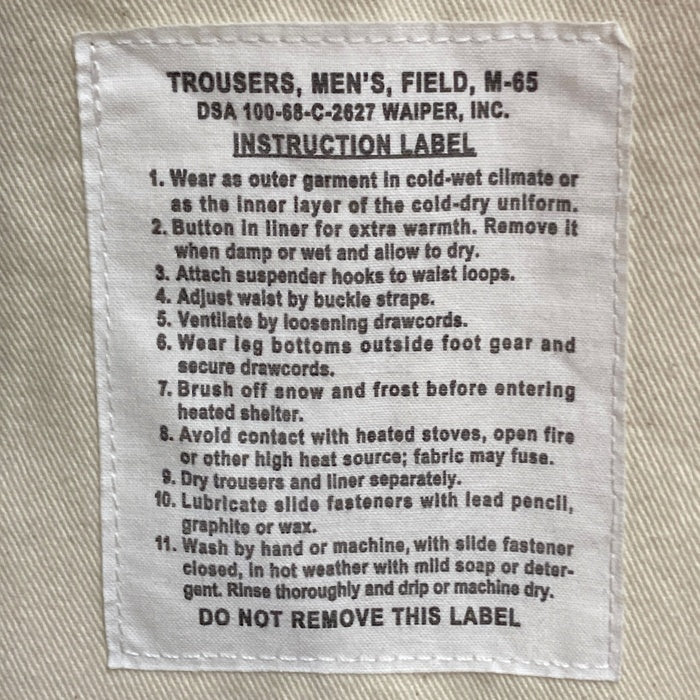 TROUSERS, MEN'S, FIELD, M-65
DSA 100-68-C-2627 WAIPER, INC.
INSTRUCTION LABEL
1. Wear as outer garment in cold-wet climate or
as the inner layer of the cold-dry uniform.
2. Button in liner for extra warmth. Remove it
when damp or wet and allow to dry.
3. Attach suspender hooks to waist loops.
4. Adjust waist by buckle straps.
5. Ventilate by loosening drawcords.
6. Wear leg bottoms outside foot gear and
secure drawcords.
7. Brush off snow and frost before entering
heated shelter.
8. Avoid contact with heated stoves, open fire
or other high heat source; fabric may fuse.
9. Dry trousers and liner separately.
10. Lubricate slide fasteners with lead pencil,
graphite or wax.
11. Wash by hand or machine, with slide fastener
closed, in hot weather with mild soap or deter-
gent. Rinse thoroughly and drip or machine dry.
DO NOT REMOVE THIS LABEL